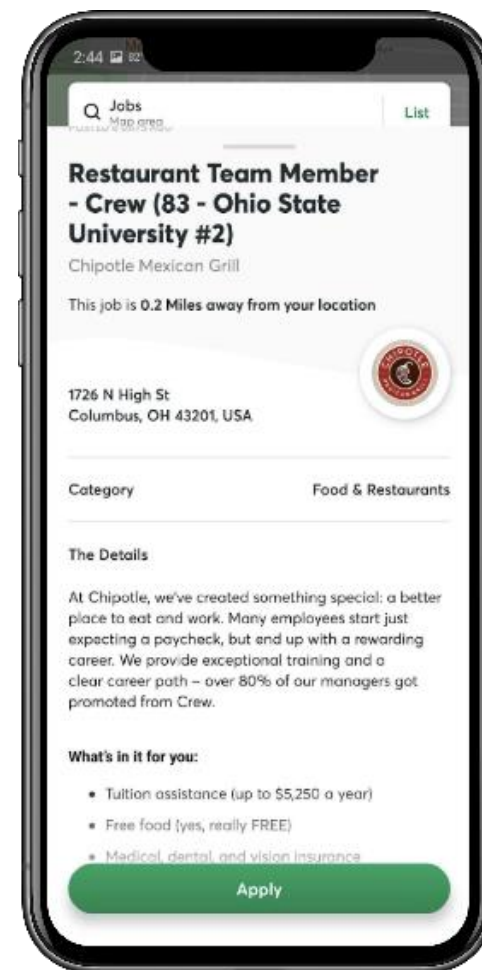 2:44
Jobs
List
Map area
Restaurant Team Member
- Crew (83 - Ohio State
University #2)
Chipotle Mexican Grill
This job is 0.2 Miles away from your location
CHIPOTLE
MEXICAN GRILL
1726 N High St
Columbus, OH 43201, USA
Category
Food & Restaurants
The Details
At Chipotle, we've created something special: a better
place to eat and work. Many employees start just
expecting a paycheck, but end up with a rewarding
career. We provide exceptional training and a
clear career path – over 80% of our managers got
promoted from Crew.
What's in it for you:
• Tuition assistance (up to $5,250 a year)
• Free food (yes, really FREE)
• Medical, dental, and vision insurance
Apply